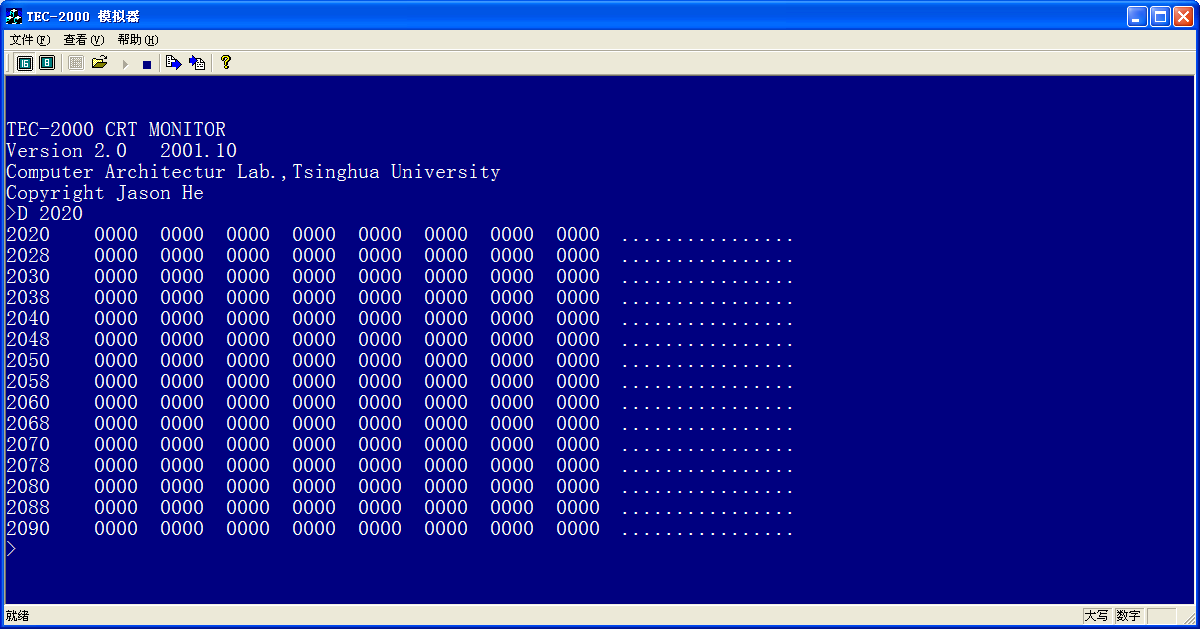 TEC-2000 模拟器
文件(F) 查看(V) 帮助(H)
16 8
TEC-2000 CRT MONITOR
Version 2.0   2001.10
Computer Architectur Lab.,Tsinghua University
Copyright Jason He
>D 2020
2020    0000  0000  0000  0000  0000  0000  0000  0000  ................
2028    0000  0000  0000  0000  0000  0000  0000  0000  ................
2030    0000  0000  0000  0000  0000  0000  0000  0000  ................
2038    0000  0000  0000  0000  0000  0000  0000  0000  ................
2040    0000  0000  0000  0000  0000  0000  0000  0000  ................
2048    0000  0000  0000  0000  0000  0000  0000  0000  ................
2050    0000  0000  0000  0000  0000  0000  0000  0000  ................
2058    0000  0000  0000  0000  0000  0000  0000  0000  ................
2060    0000  0000  0000  0000  0000  0000  0000  0000  ................
2068    0000  0000  0000  0000  0000  0000  0000  0000  ................
2070    0000  0000  0000  0000  0000  0000  0000  0000  ................
2078    0000  0000  0000  0000  0000  0000  0000  0000  ................
2080    0000  0000  0000  0000  0000  0000  0000  0000  ................
2088    0000  0000  0000  0000  0000  0000  0000  0000  ................
2090    0000  0000  0000  0000  0000  0000  0000  0000  ................
>
就绪 大写 数字